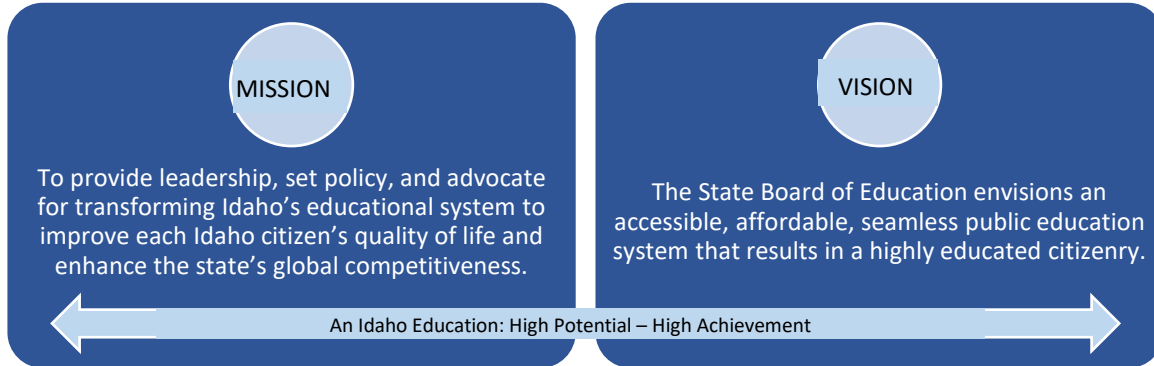 MISSION
To provide leadership, set policy, and advocate
for transforming Idaho’s educational system to
improve each Idaho citizen’s quality of life and
enhance the state’s global competitiveness.
VISION
The State Board of Education envisions an
accessible, affordable, seamless public education
system that results in a highly educated citizenry.
An Idaho Education: High Potential – High Achievement